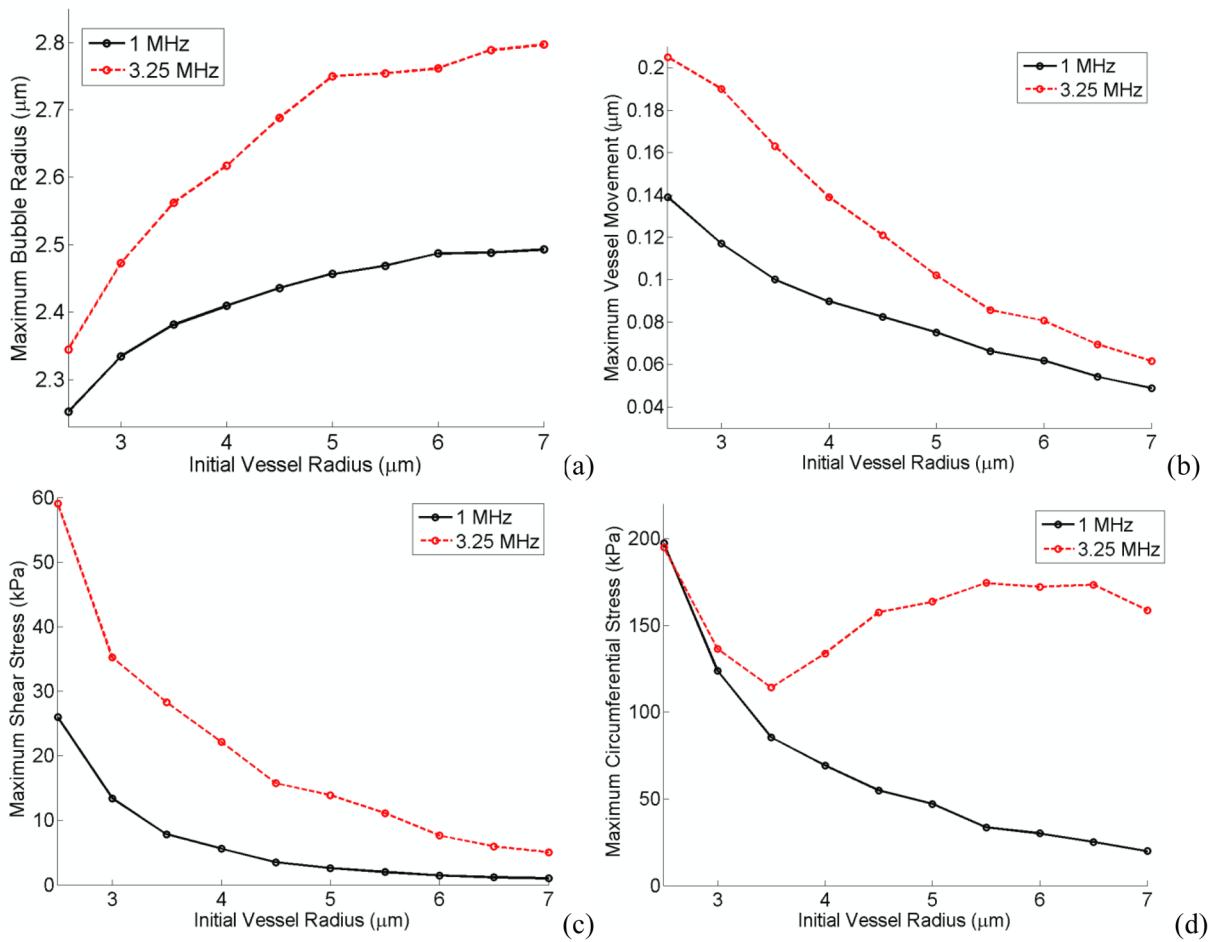 1 MHz
3.25 MHz
Maximum Bubble Radius (μm)
2.8
2.7
2.6
2.5
2.4
2.3
3 4 5 6 7
Initial Vessel Radius (μm)
(a)
1 MHz
3.25 MHz
Maximum Vessel Movement (μm)
0.2
0.18
0.16
0.14
0.12
0.1
0.08
0.06
0.04
3 4 5 6 7
Initial Vessel Radius (μm)
(b)
1 MHz
3.25 MHz
Maximum Shear Stress (kPa)
60
50
40
30
20
10
0
3 4 5 6 7
Initial Vessel Radius (μm)
(c)
1 MHz
3.25 MHz
Maximum Circumferential Stress (kPa)
200
150
100
50
0
3 4 5 6 7
Initial Vessel Radius (μm)
(d)